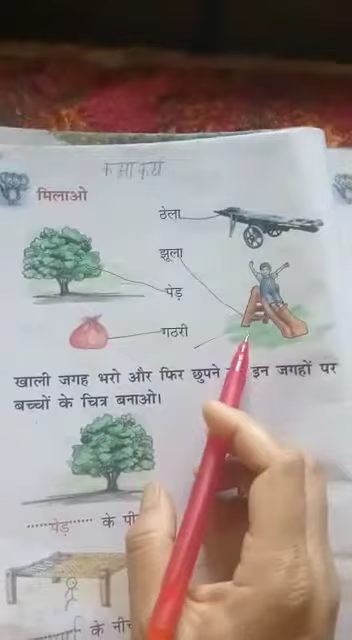 कक्षा कार्य
मिलाओ
ठेला
झूला
पेड़
गठरी
खाली जगह भरो और फिर छुपने इन जगहों पर
बच्चों के चित्र बनाओ।
......पेड़...... के पी
के नीच